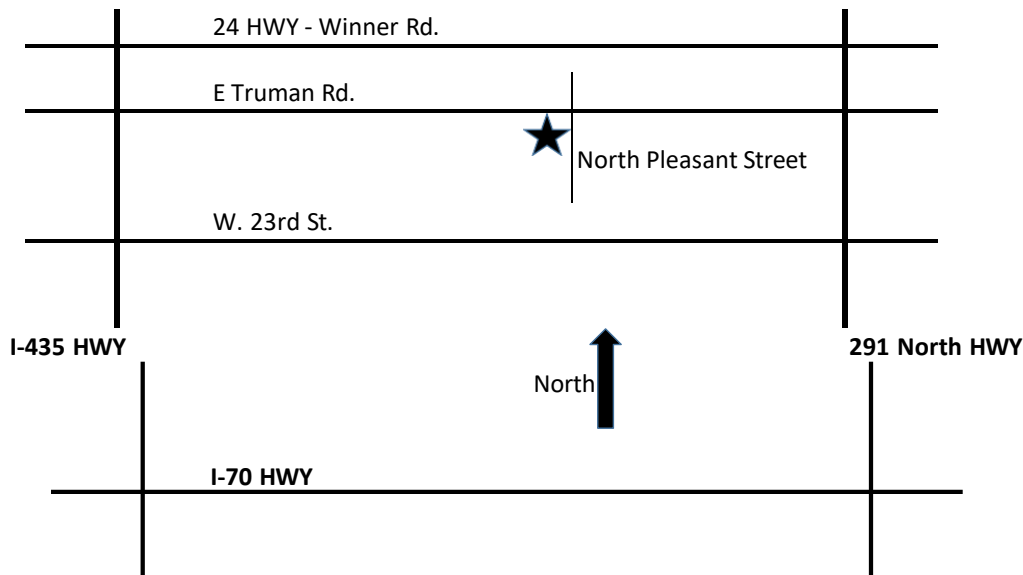 24 HWY - Winner Rd.
E Truman Rd.
North Pleasant Street
W. 23rd St.
I-435 HWY
291 North HWY
North
I-70 HWY